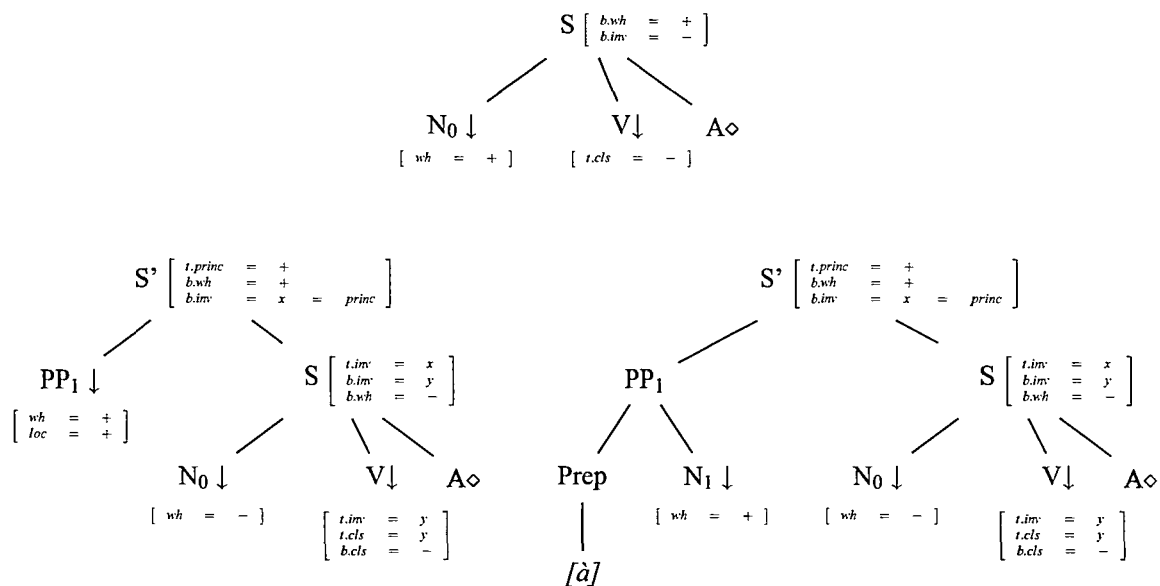 S [ b.wh = + b.inv = − ]
N₀ ↓ V↓ A◇
[ wh = + ] [ t.cls = − ]
S' [ t.princ = + b.wh = + b.inv = x = princ ]
PP₁ ↓ S [ t.inv = x b.inv = y b.wh = − ]
[ wh = + loc = + ]
N₀ ↓ V↓ A◇
[ wh = − ] [ t.inv = y t.cls = y b.cls = − ]
S' [ t.princ = + b.wh = + b.inv = x = princ ]
PP₁ S [ t.inv = x b.inv = y b.wh = − ]
Prep N₁ ↓ N₀ ↓ V↓ A◇
[ wh = + ] [ wh = − ] [ t.inv = y t.cls = y b.cls = − ]
[à]